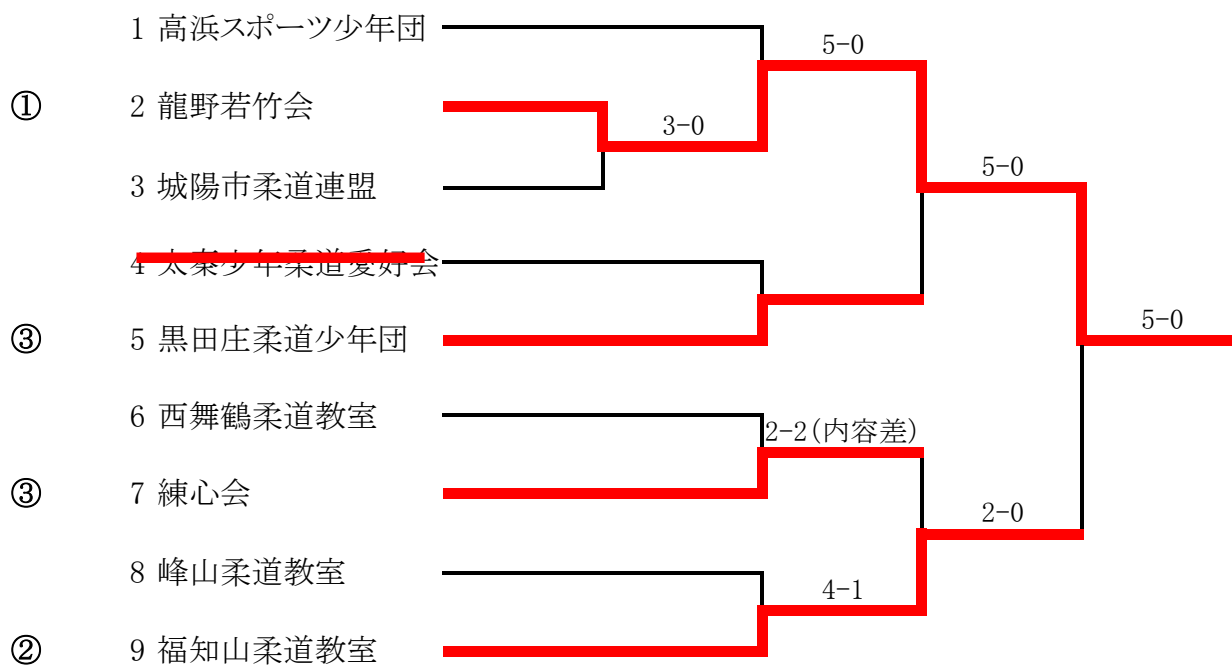 1 高浜スポーツ少年団
5-0
① 2 龍野若竹会
3-0
3 城陽市柔道連盟
5-0
4 太秦少年柔道愛好会
③ 5 黒田庄柔道少年団
5-0
6 西舞鶴柔道教室
2-2(内容差)
③ 7 練心会
2-0
8 峰山柔道教室
4-1
② 9 福知山柔道教室